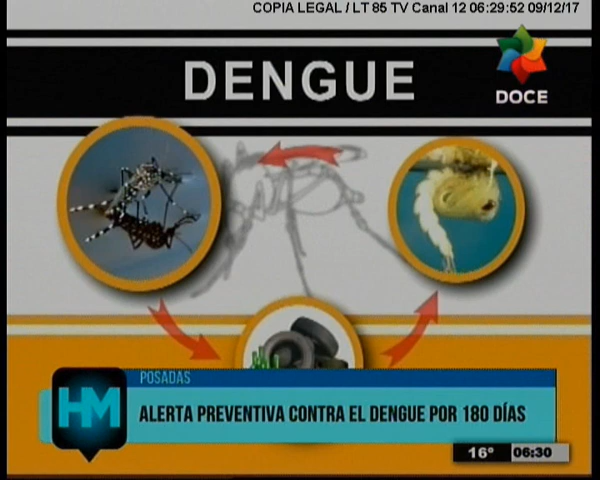 COPIA LEGAL / LT 85 TV Canal 12 06:29:52 09/12/17
DENGUE
DOCE
POSADAS
HM
ALERTA PREVENTIVA CONTRA EL DENGUE POR 180 DÍAS
16º 06:30